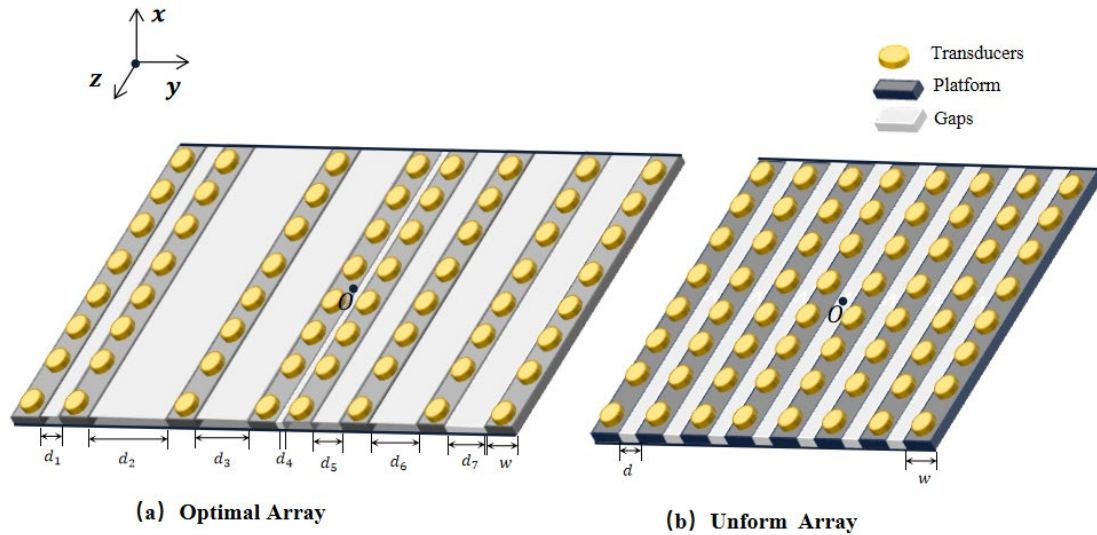 x
z
y
Transducers
Platform
Gaps
O
O
d₁
d₂
d₃
d₄
d₅
d₆
d₇
w
d
w
(a) Optimal Array
(b) Unform Array